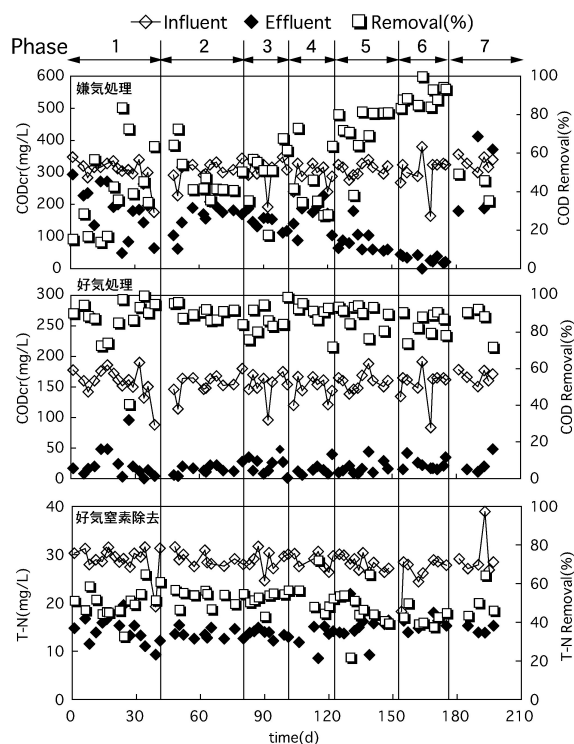 Influent Effluent Removal(%)
Phase 1 2 3 4 5 6 7
嫌気処理
CODcr(mg/L)
600
500
400
300
200
100
0
COD Removal(%)
100
80
60
40
20
0
好気処理
CODcr(mg/L)
300
250
200
150
100
50
0
COD Removal(%)
100
80
60
40
20
0
好気窒素除去
T-N(mg/L)
40
30
20
10
0
T-N Removal(%)
100
80
60
40
20
0
0 30 60 90 120 150 180 210
time(d)